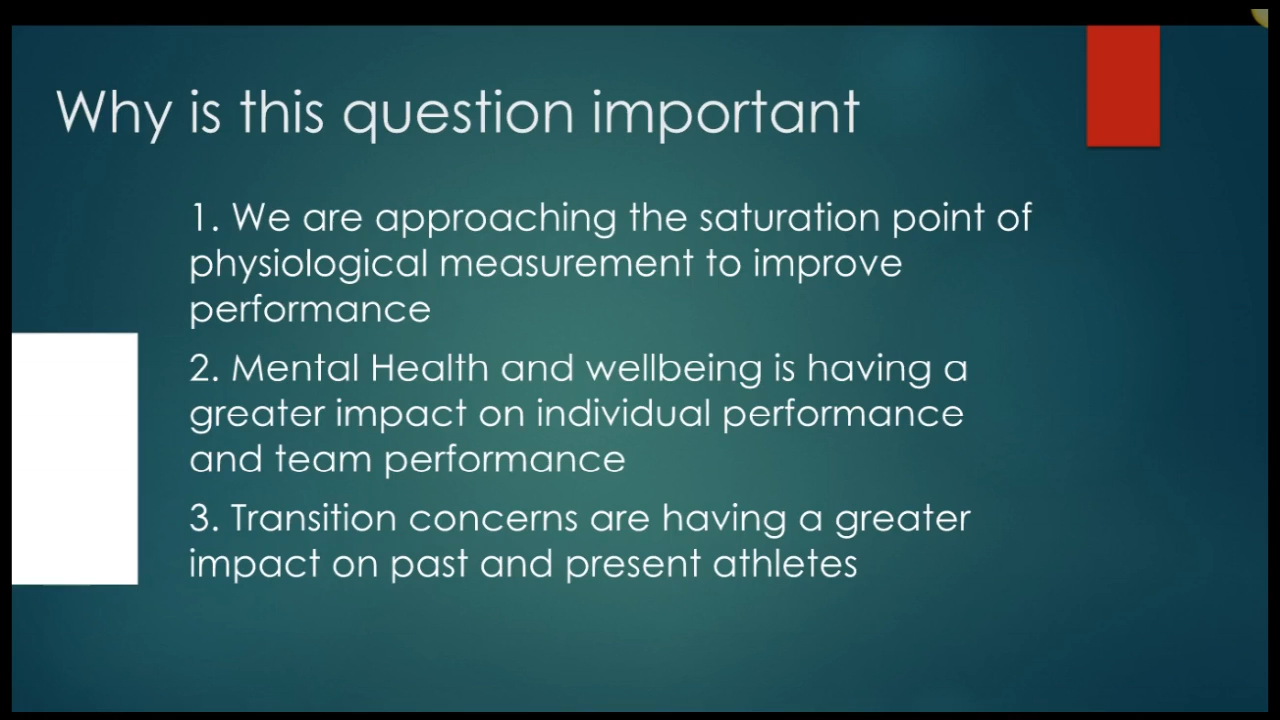 Why is this question important
1. We are approaching the saturation point of
physiological measurement to improve
performance
2. Mental Health and wellbeing is having a
greater impact on individual performance
and team performance
3. Transition concerns are having a greater
impact on past and present athletes